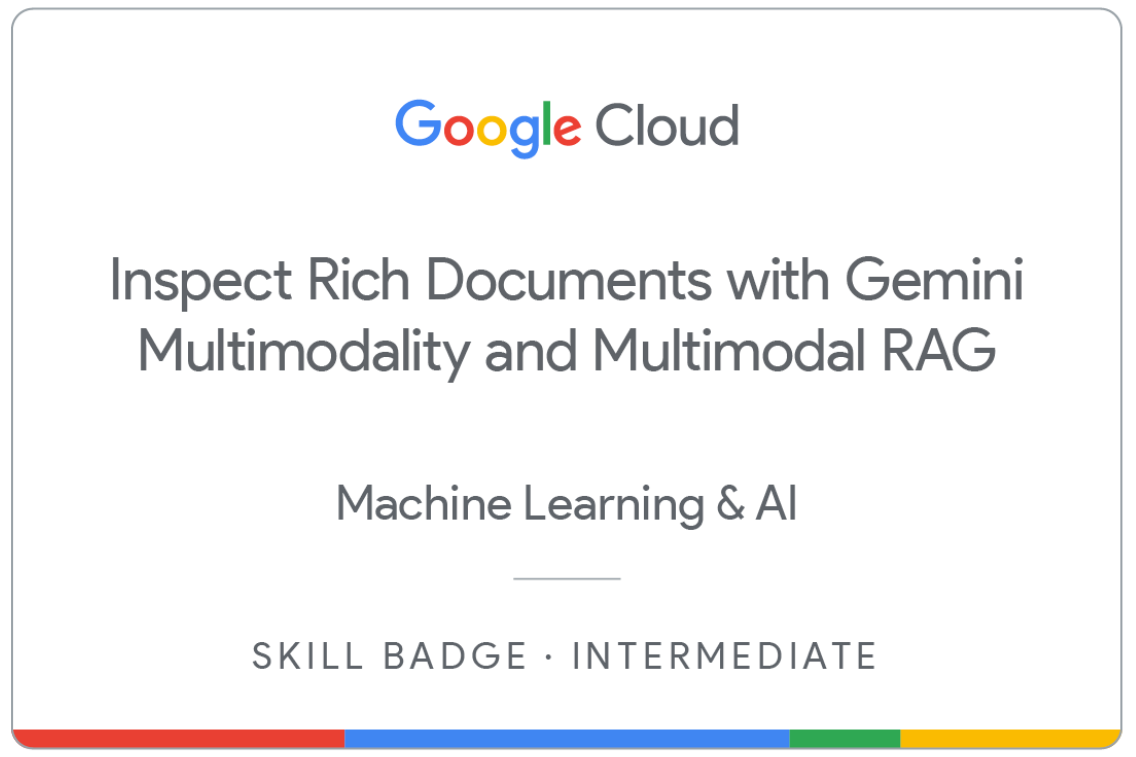 Google Cloud
Inspect Rich Documents with Gemini
Multimodality and Multimodal RAG
Machine Learning & AI
SKILL BADGE · INTERMEDIATE